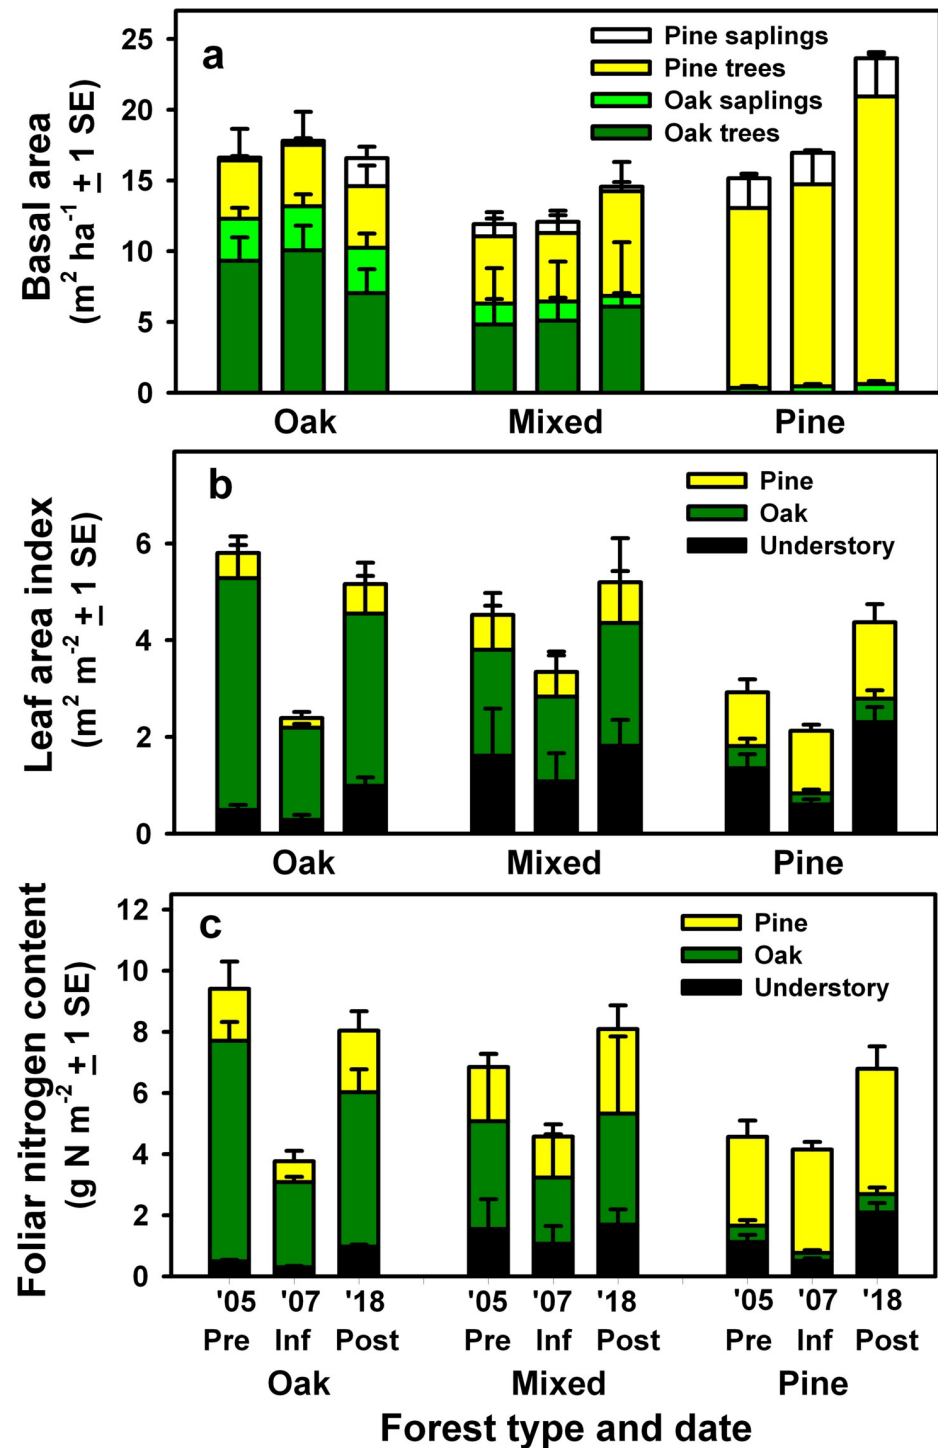 a
Pine saplings
Pine trees
Oak saplings
Oak trees
Basal area
(m² ha⁻¹ ± 1 SE)
25
20
15
10
5
0
Oak Mixed Pine
b
Pine
Oak
Understory
Leaf area index
(m² m⁻² ± 1 SE)
6
4
2
0
Oak Mixed Pine
c
Pine
Oak
Understory
Foliar nitrogen content
(g N m⁻² ± 1 SE)
12
10
8
6
4
2
0
'05 '07 '18 '05 '07 '18 '05 '07 '18
Pre Inf Post Pre Inf Post Pre Inf Post
Oak Mixed Pine
Forest type and date